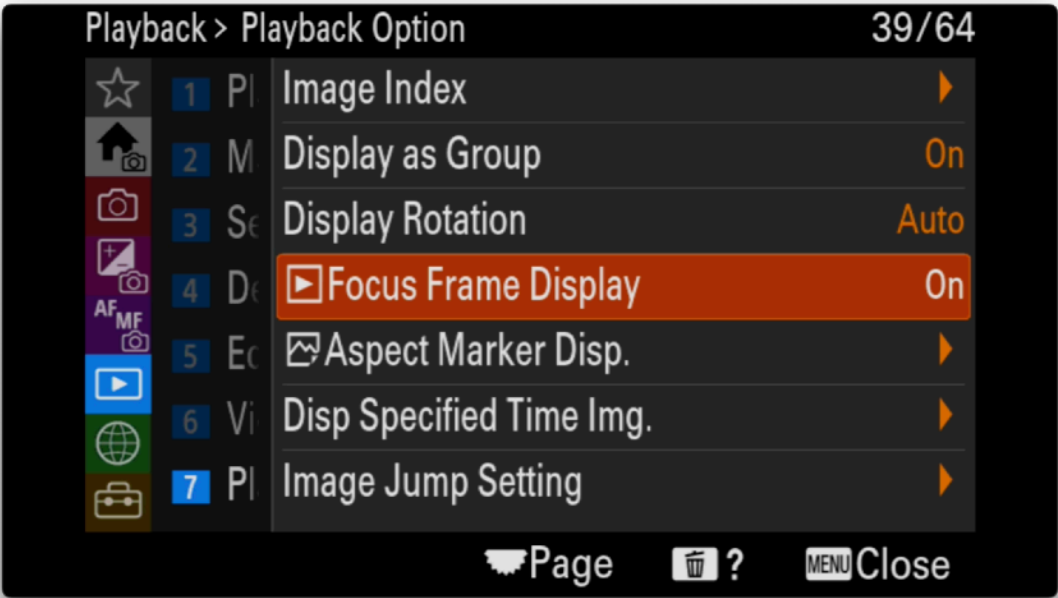 Playback > Playback Option 39/64
1 Pl
2 M
3 Se
4 De
5 Ec
6 Vi
7 Pl
Image Index
Display as Group On
Display Rotation Auto
Focus Frame Display On
Aspect Marker Disp.
Disp Specified Time Img.
Image Jump Setting
AF MF
Page ? MENU Close